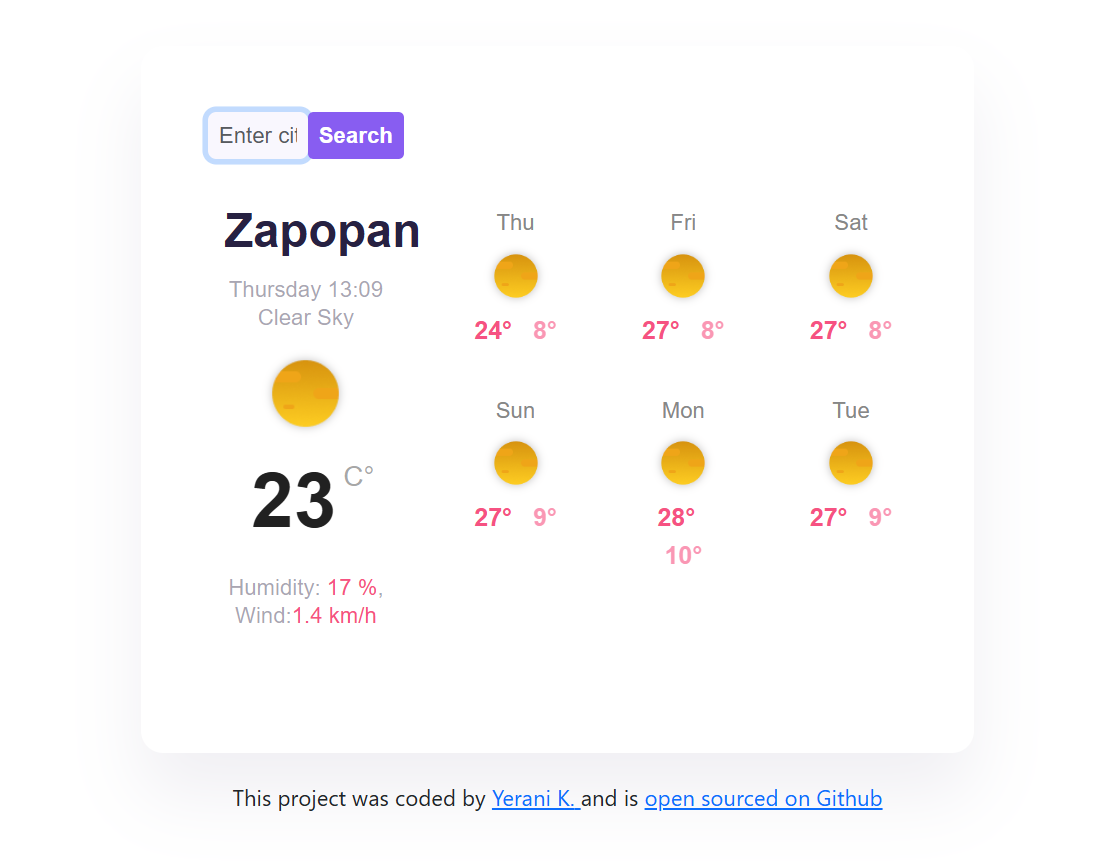 Enter cit
Search
Zapopan
Thursday 13:09
Clear Sky
23 C°
Humidity: 17 %,
Wind:1.4 km/h
Thu
24° 8°
Fri
27° 8°
Sat
27° 8°
Sun
27° 9°
Mon
28°
10°
Tue
27° 9°
This project was coded by Yerani K. and is open sourced on Github